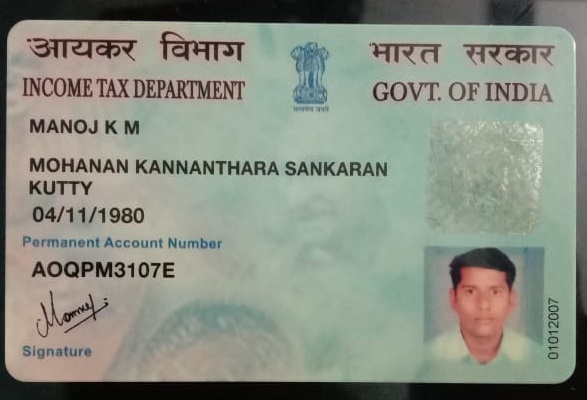 आयकर विभाग
भारत सरकार
INCOME TAX DEPARTMENT
GOVT. OF INDIA
सत्यमेव जयते
MANOJ K M
MOHANAN KANNANTHARA SANKARAN
KUTTY
04/11/1980
Permanent Account Number
AOQPM3107E
Signature
01012007